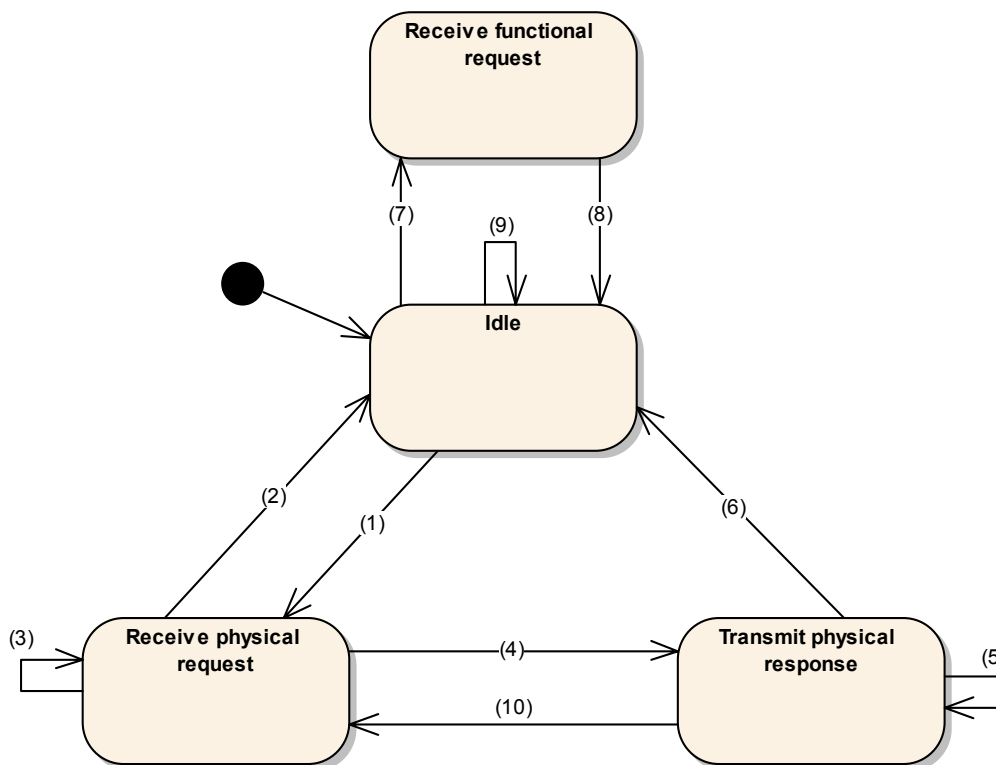 Receive functional
request
(7)
(8)
(9)
Idle
(2)
(1)
(6)
(3)
Receive physical
request
(4)
Transmit physical
response
(5
(10)